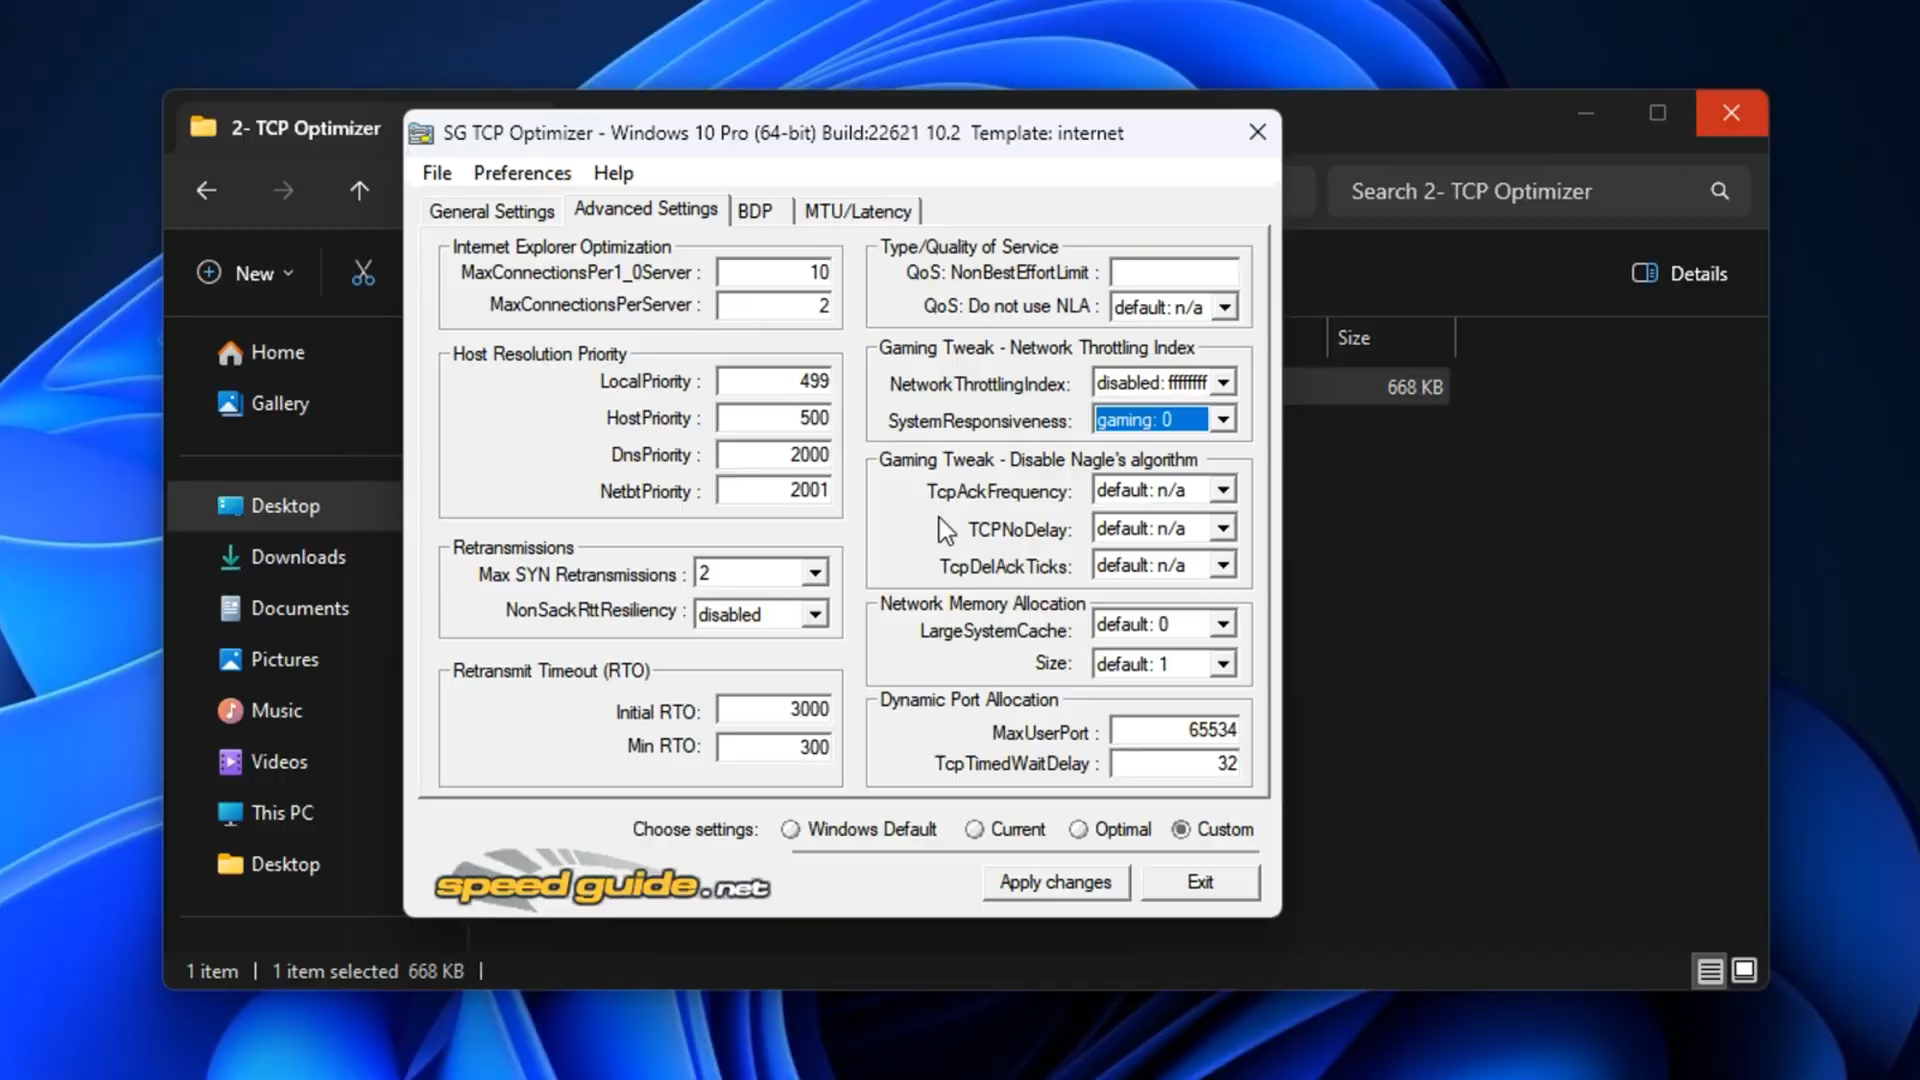 2- TCP Optimizer
Search 2- TCP Optimizer
New
Details
Size
668 KB
Home
Gallery
Desktop
Downloads
Documents
Pictures
Music
Videos
This PC
Desktop
1 item
1 item selected 668 KB
SG TCP Optimizer - Windows 10 Pro (64-bit) Build:22621 10.2 Template: internet
File Preferences Help
General Settings Advanced Settings BDP MTU/Latency
Internet Explorer Optimization
MaxConnectionsPer1_0Server : 10
MaxConnectionsPerServer : 2
Host Resolution Priority
LocalPriority : 499
HostPriority : 500
DnsPriority : 2000
NetbtPriority : 2001
Retransmissions
Max SYN Retransmissions : 2
NonSackRttResiliency : disabled
Retransmit Timeout (RTO)
Initial RTO: 3000
Min RTO: 300
Type/Quality of Service
QoS: NonBestEffortLimit :
QoS: Do not use NLA : default: n/a
Gaming Tweak - Network Throttling Index
NetworkThrottlingIndex: disabled: ffffffff
SystemResponsiveness: gaming: 0
Gaming Tweak - Disable Nagle's algorithm
TcpAckFrequency: default: n/a
TCPNoDelay: default: n/a
TcpDelAckTicks: default: n/a
Network Memory Allocation
LargeSystemCache: default: 0
Size: default: 1
Dynamic Port Allocation
MaxUserPort : 65534
TcpTimedWaitDelay : 32
Choose settings: Windows Default Current Optimal Custom
speed guide.net
Apply changes Exit